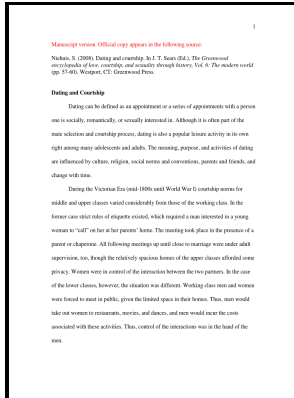 1
Manuscript version. Official copy appears in the following source:
Niehuis, S. (2008). Dating and courtship. In J. T. Sears (Ed.), The Greenwood
encyclopedia of love, courtship, and sexuality through history, Vol. 6: The modern world
(pp. 57-60). Westport, CT: Greenwood Press.
Dating and Courtship
Dating can be defined as an appointment or a series of appointments with a person
one is socially, romantically, or sexually interested in. Although it is often part of the
mate selection and courtship process, dating is also a popular leisure activity in its own
right among many adolescents and adults. The meaning, purpose, and activities of dating
are influenced by culture, religion, social norms and conventions, parents and friends, and
change with time.
During the Victorian Era (mid-1800s until World War I) courtship norms for
middle and upper classes varied considerably from those of the working class. In the
former case strict rules of etiquette existed, which required a man interested in a young
woman to “call” on her at her parents’ home. The meeting took place in the presence of a
parent or chaperone. All following meetings up until close to marriage were under adult
supervision, too, though the relatively spacious homes of the upper classes afforded some
privacy. Women were in control of the interaction between the two partners. In the case
of the lower classes, however, the situation was different. Working class men and women
were forced to meet in public, given the limited space in their homes. Thus, men would
take out women to restaurants, movies, and dances, and men would incur the costs
associated with these activities. Thus, control of the interactions was in the hand of the
men.